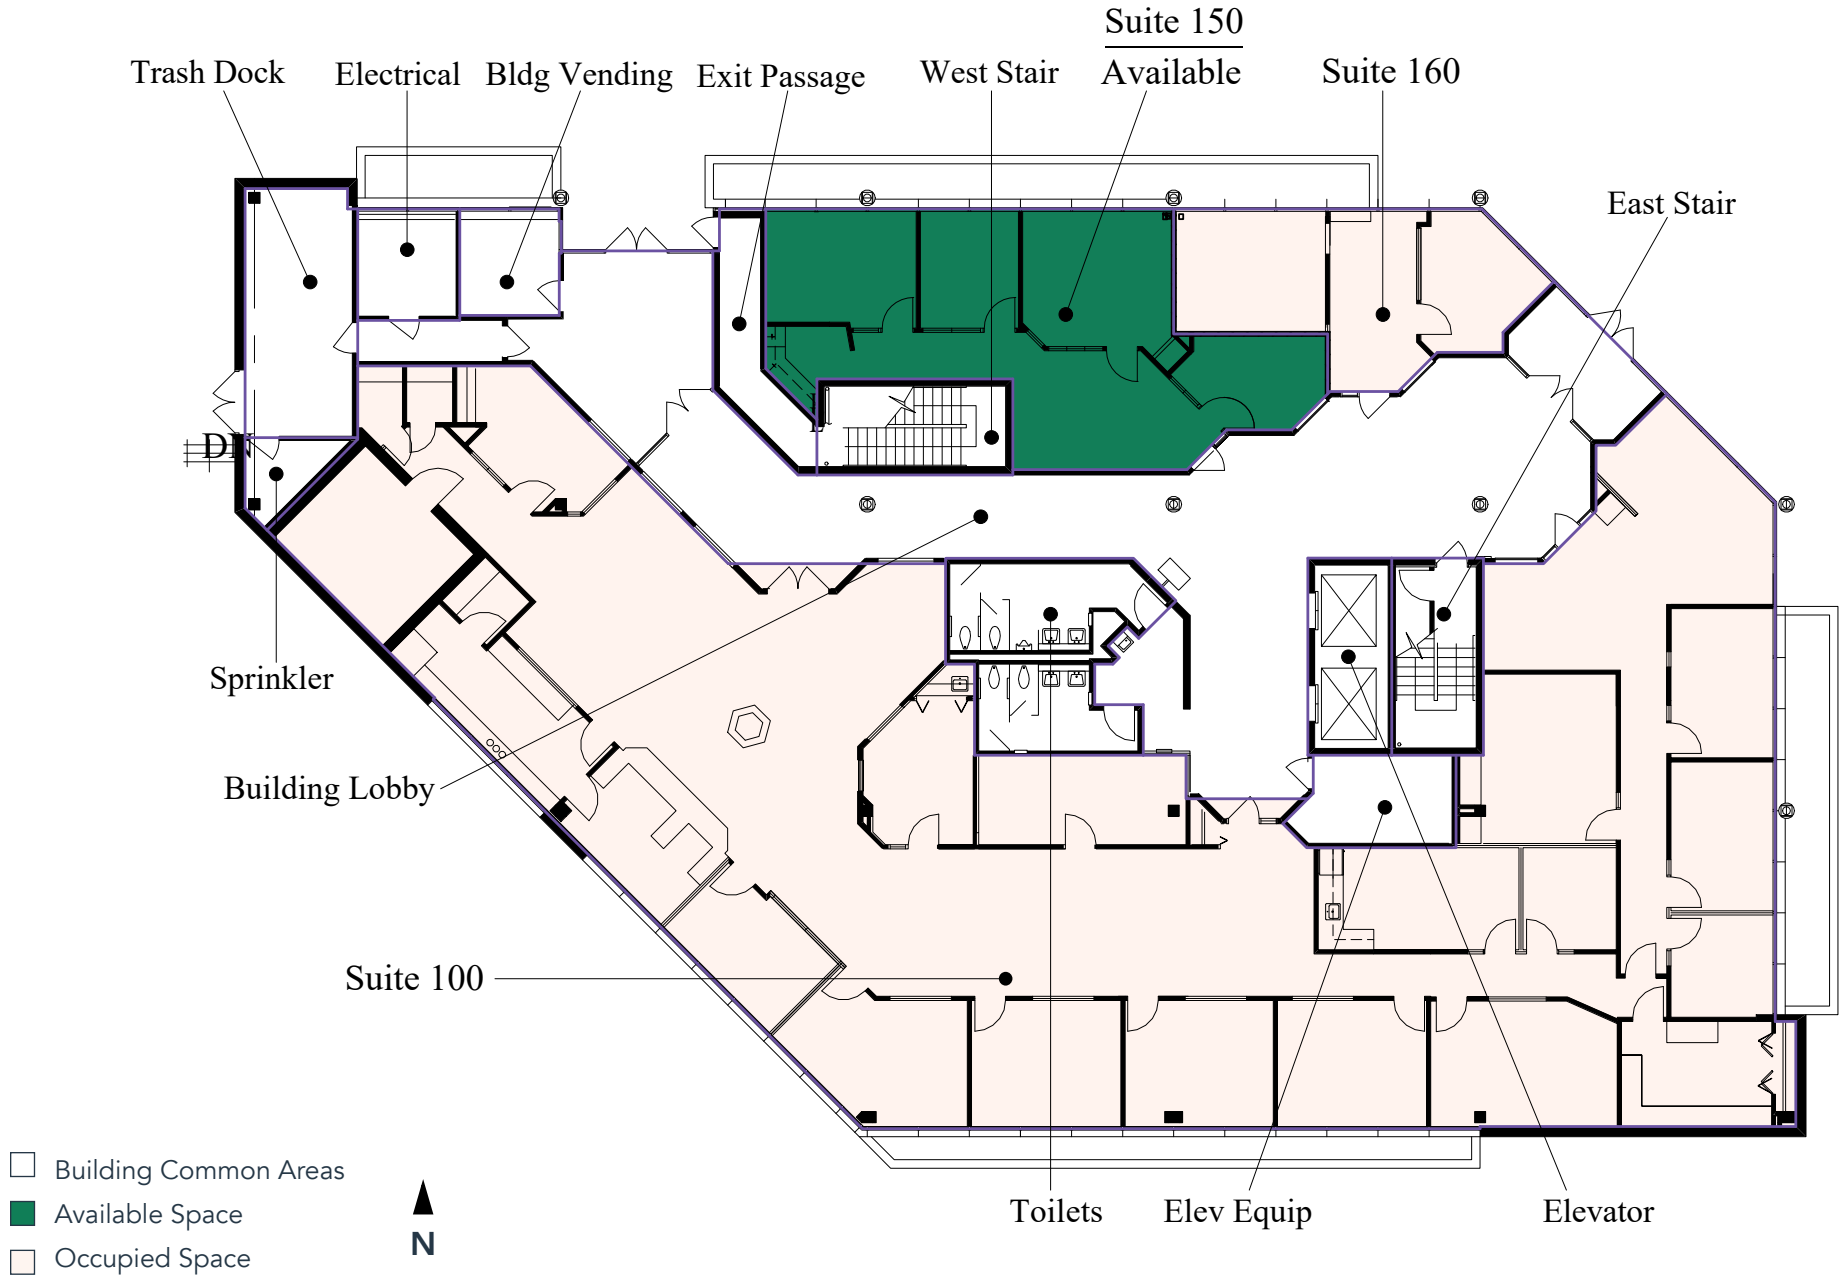 Suite 150
Trash Dock
Electrical
Bldg Vending
Exit Passage
West Stair
Available
Suite 160
East Stair
DN
Sprinkler
Building Lobby
Suite 100
Building Common Areas
Available Space
Occupied Space
N
Toilets
Elev Equip
Elevator